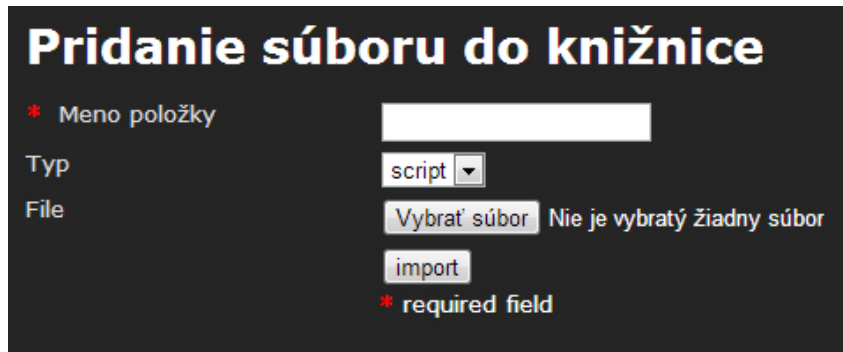 Pridanie súboru do knižnice
* Meno položky
Typ script
File Vybrať súbor Nie je vybratý žiadny súbor
import
* required field